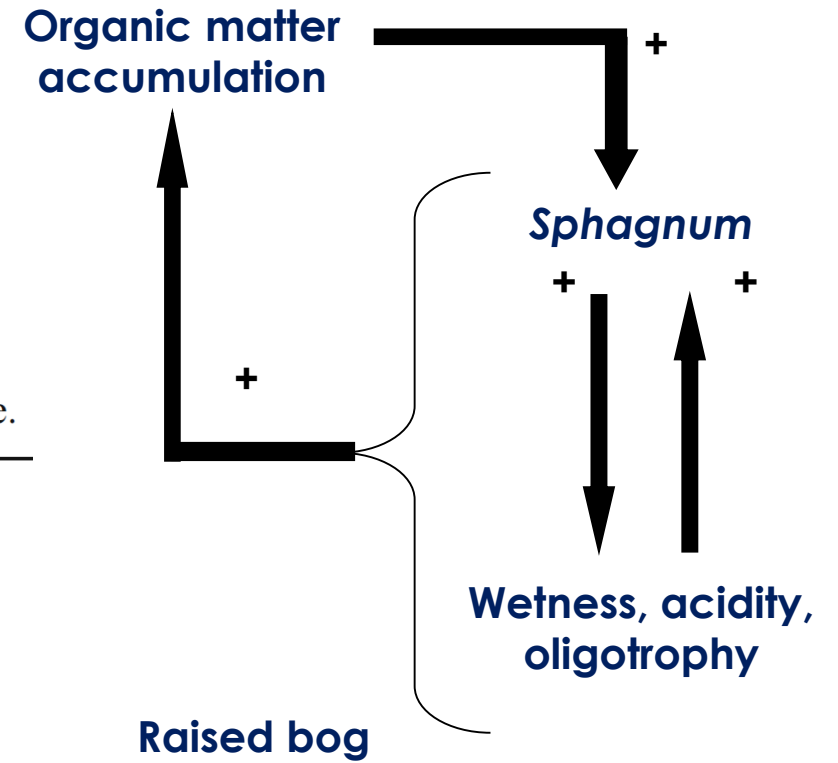 Organic matter
accumulation
+
Sphagnum
+ +
+
e.
Wetness, acidity,
oligotrophy
Raised bog